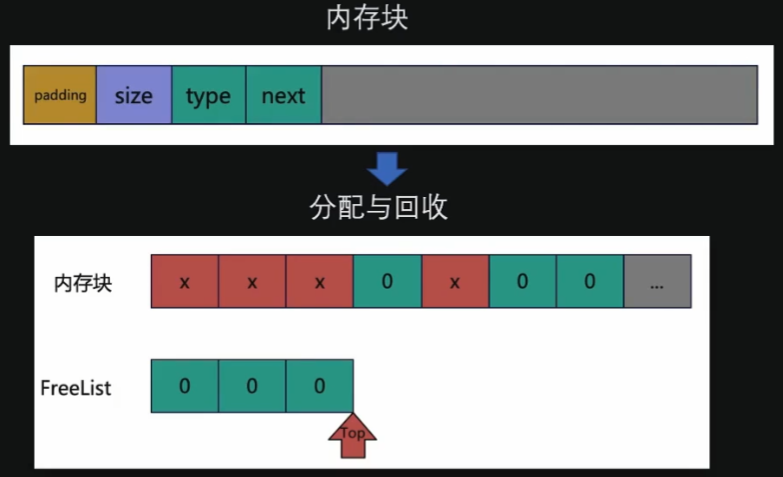 内存块
padding size type next
分配与回收
内存块 x x x 0 x 0 0 ...
FreeList 0 0 0
Top